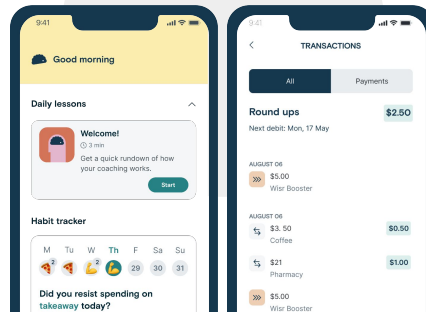 9:41
Good morning
Daily lessons
Welcome!
3 min
Get a quick rundown of how
your coaching works.
Start
Habit tracker
M Tu W Th F Sa Su
2 2 29 30 31
Did you resist spending on
takeaway today?
9:41
TRANSACTIONS
All Payments
Round ups $2.50
Next debit: Mon, 17 May
AUGUST 06
$5.00
Wisr Booster
AUGUST 06
$3. 50 $0.50
Coffee
$21 $1.00
Pharmacy
$5.00
Wisr Booster